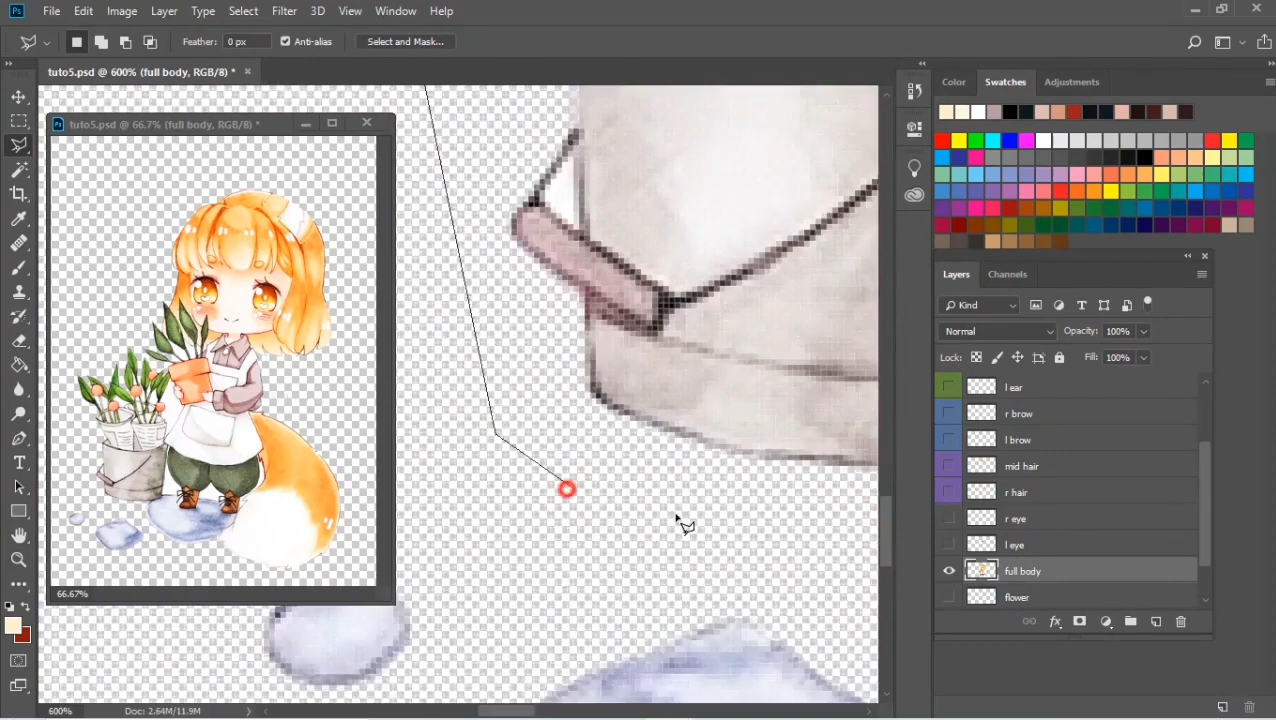 Ps File Edit Image Layer Type Select Filter 3D View Window Help
Feather: 0 px Anti-alias Select and Mask...
tuto5.psd @ 600% (full body, RGB/8) *
Color Swatches Adjustments
tuto5.psd @ 66.7% (full body, RGB/8) *
Layers Channels
Kind
Normal Opacity: 100%
Lock: Fill: 100%
l ear
r brow
l brow
mid hair
r hair
r eye
l eye
full body
flower
66.67%
600% Doc: 2.64M/11.9M